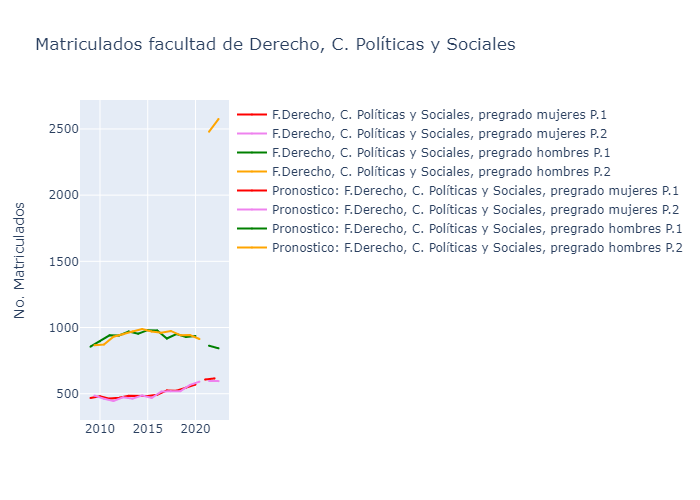 Matriculados facultad de Derecho, C. Políticas y Sociales
F.Derecho, C. Políticas y Sociales, pregrado mujeres P.1
F.Derecho, C. Políticas y Sociales, pregrado mujeres P.2
F.Derecho, C. Políticas y Sociales, pregrado hombres P.1
F.Derecho, C. Políticas y Sociales, pregrado hombres P.2
Pronostico: F.Derecho, C. Políticas y Sociales, pregrado mujeres P.1
Pronostico: F.Derecho, C. Políticas y Sociales, pregrado mujeres P.2
Pronostico: F.Derecho, C. Políticas y Sociales, pregrado hombres P.1
Pronostico: F.Derecho, C. Políticas y Sociales, pregrado hombres P.2
No. Matriculados
2500
2000
1500
1000
500
2010 2015 2020